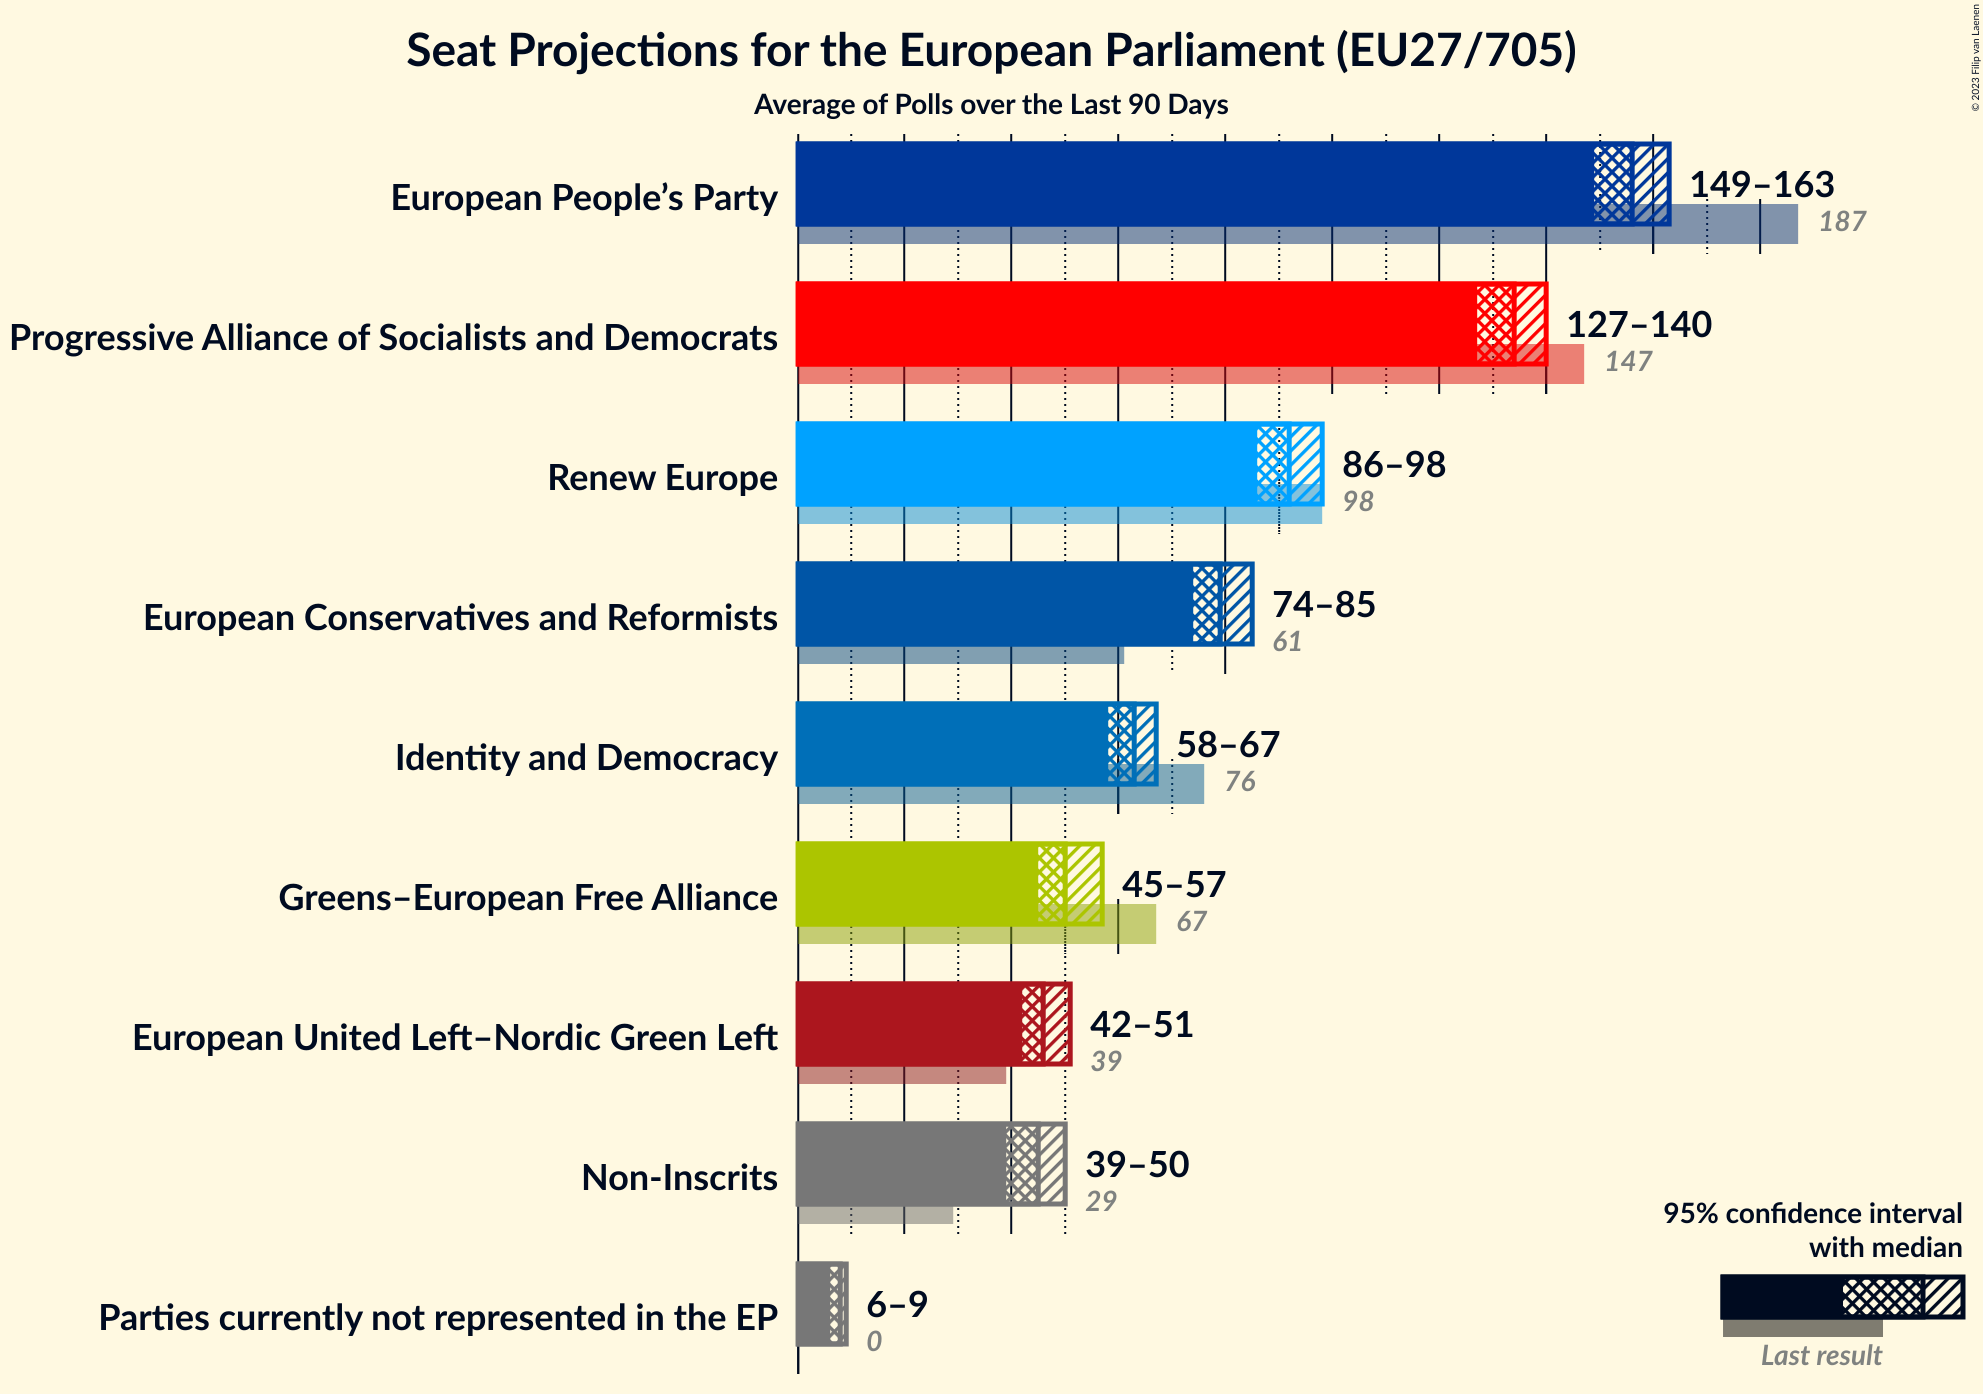 Seat Projections for the European Parliament (EU27/705)
Average of Polls over the Last 90 Days
© 2023 Filip van Laenen
European People’s Party
149–163
187
Progressive Alliance of Socialists and Democrats
127–140
147
Renew Europe
86–98
98
European Conservatives and Reformists
74–85
61
Identity and Democracy
58–67
76
Greens–European Free Alliance
45–57
67
European United Left–Nordic Green Left
42–51
39
Non-Inscrits
39–50
29
Parties currently not represented in the EP
6–9
0
95% confidence interval
with median
Last result